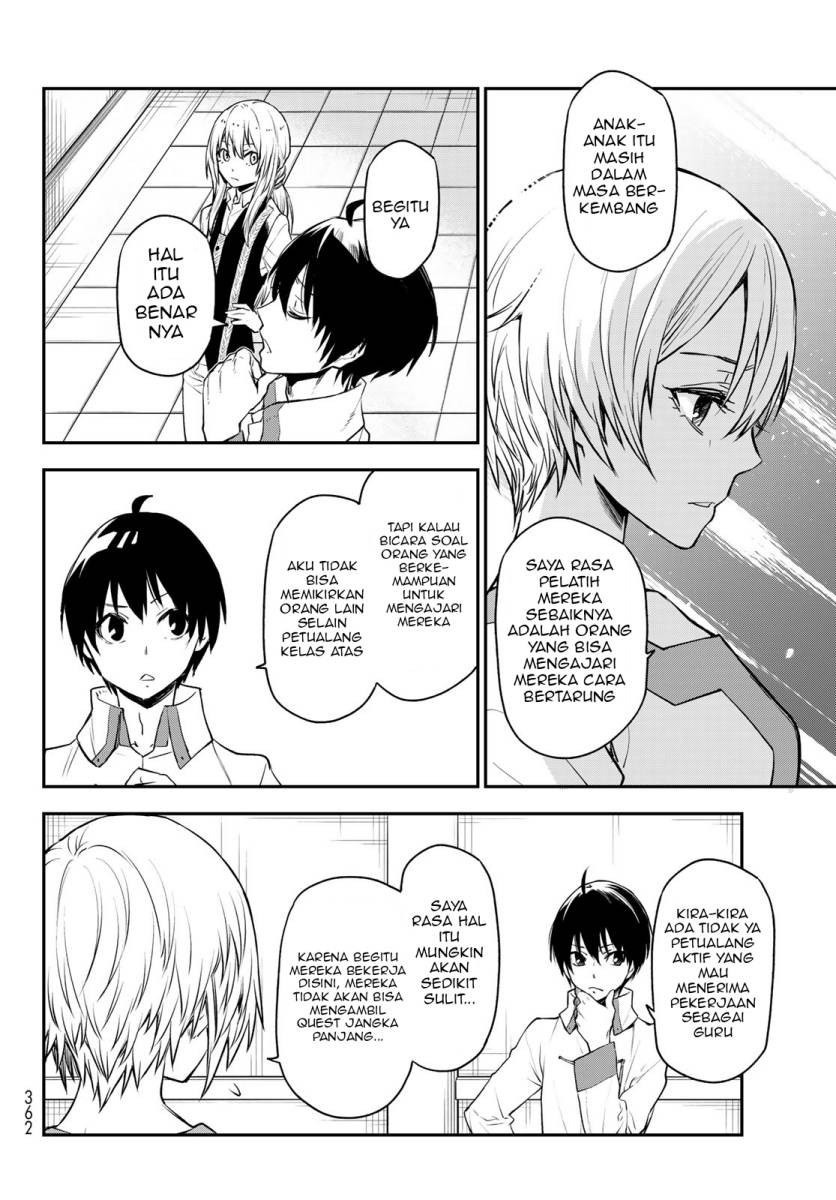 ANAK-
ANAK ITU
MASIH
DALAM
MASA BER-
KEMBANG
SAYA RASA
PELATIH
MEREKA
SEBAIKNYA
ADALAH ORANG
YANG BISA
MENGAJARI
MEREKA CARA
BERTARUNG
BEGITU
YA
HAL
ITU
ADA
BENAR
NYA
TAPI KALAU
BICARA SOAL
ORANG YANG
BERKE-
MAMPUAN
UNTUK
MENGAJARI
MEREKA
AKU TIDAK
BISA
MEMIKIRKAN
ORANG LAIN
SELAIN
PETUALANG
KELAS ATAS
KIRA-KIRA
ADA TIDAK YA
PETUALANG
AKTIF YANG
MAU
MENERIMA
PEKERJAAN
SEBAGAI
GURU
SAYA
RASA HAL
ITU
MUNGKIN
AKAN
SEDIKIT
SULIT...
KARENA BEGITU
MEREKA BEKERJA
DISINI, MEREKA
TIDAK AKAN BISA
MENGAMBIL
QUEST JANGKA
PANJANG...
362